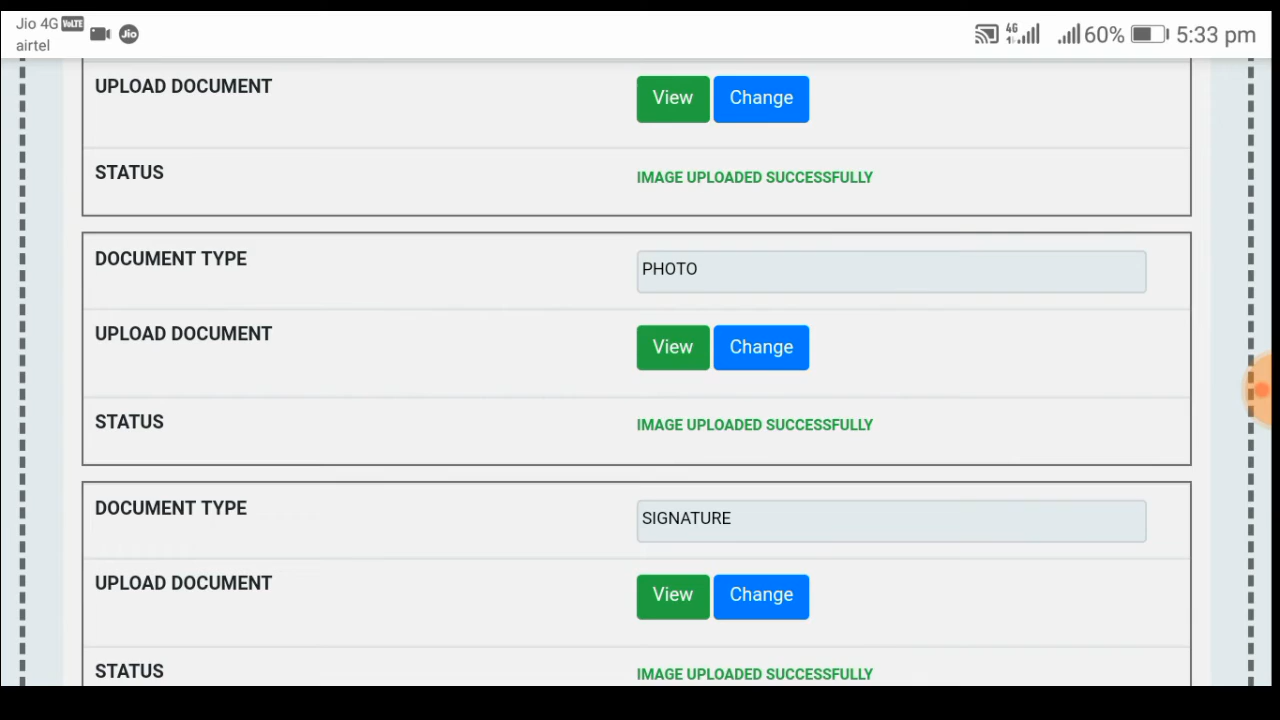 Jio 4G VoLTE Jio
airtel
4G 60% 5:33 pm
UPLOAD DOCUMENT View Change
STATUS IMAGE UPLOADED SUCCESSFULLY
DOCUMENT TYPE PHOTO
UPLOAD DOCUMENT View Change
STATUS IMAGE UPLOADED SUCCESSFULLY
DOCUMENT TYPE SIGNATURE
UPLOAD DOCUMENT View Change
STATUS IMAGE UPLOADED SUCCESSFULLY